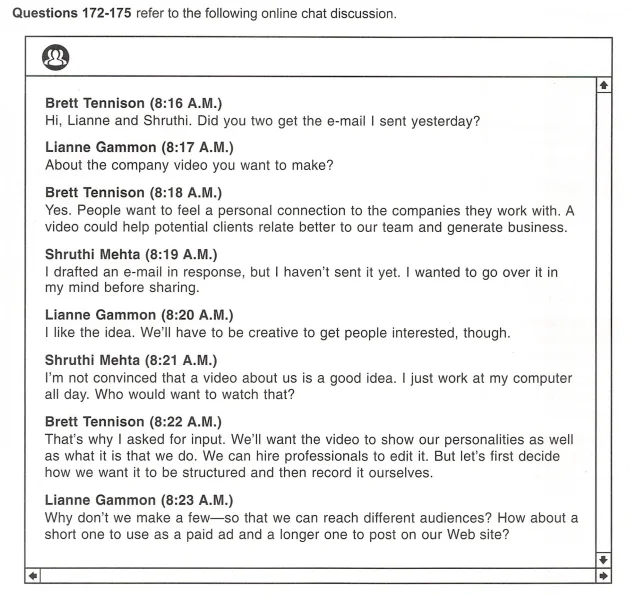 Questions 172-175 refer to the following online chat discussion.
Brett Tennison (8:16 A.M.)
Hi, Lianne and Shruthi. Did you two get the e-mail I sent yesterday?
Lianne Gammon (8:17 A.M.)
About the company video you want to make?
Brett Tennison (8:18 A.M.)
Yes. People want to feel a personal connection to the companies they work with. A
video could help potential clients relate better to our team and generate business.
Shruthi Mehta (8:19 A.M.)
I drafted an e-mail in response, but I haven't sent it yet. I wanted to go over it in
my mind before sharing.
Lianne Gammon (8:20 A.M.)
I like the idea. We'll have to be creative to get people interested, though.
Shruthi Mehta (8:21 A.M.)
I'm not convinced that a video about us is a good idea. I just work at my computer
all day. Who would want to watch that?
Brett Tennison (8:22 A.M.)
That's why I asked for input. We'll want the video to show our personalities as well
as what it is that we do. We can hire professionals to edit it. But let's first decide
how we want it to be structured and then record it ourselves.
Lianne Gammon (8:23 A.M.)
Why don't we make a few—so that we can reach different audiences? How about a
short one to use as a paid ad and a longer one to post on our Web site?